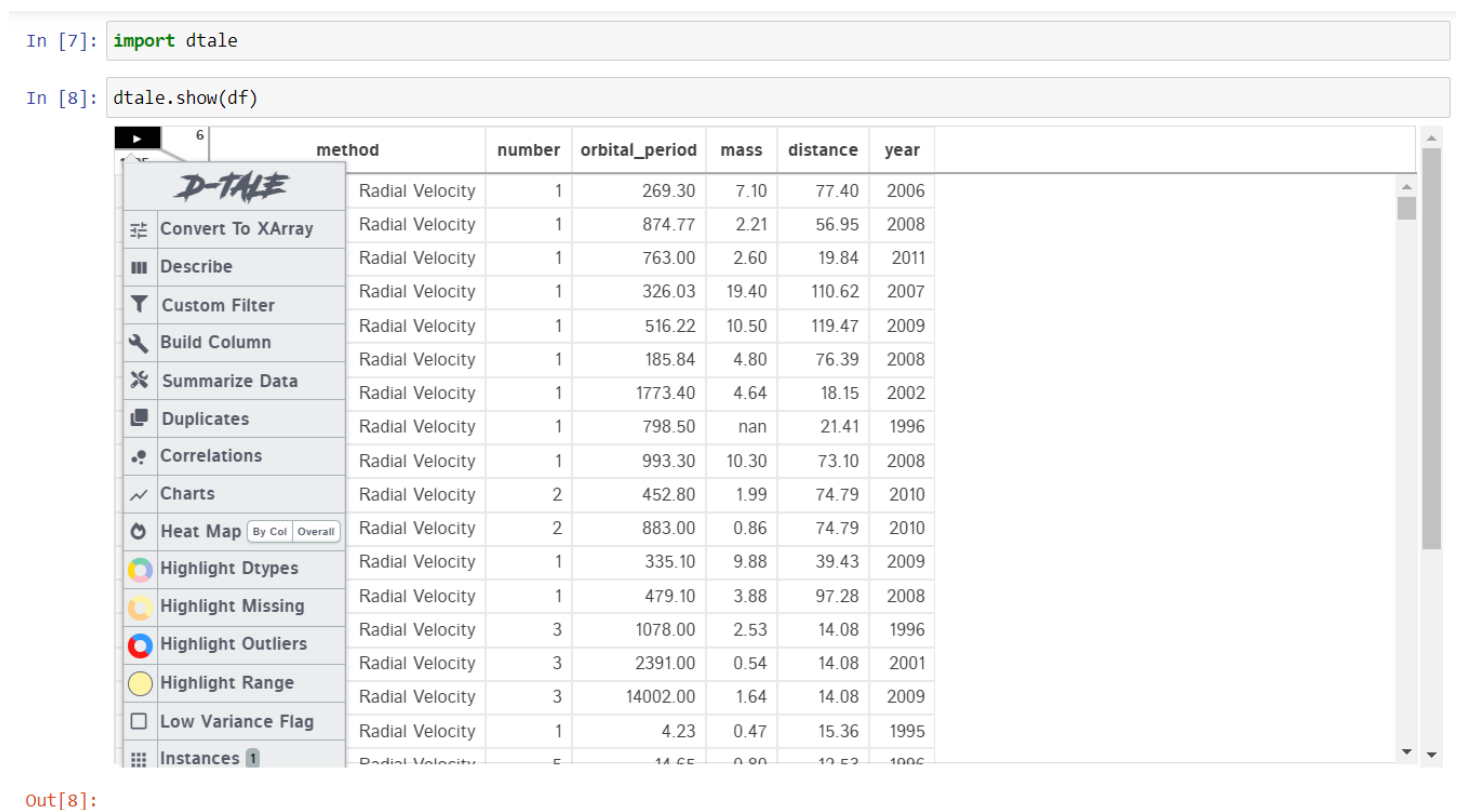 In [7]: import dtale
In [8]: dtale.show(df)
6
method number orbital_period mass distance year
D-TALE
Radial Velocity 1 269.30 7.10 77.40 2006
Convert To XArray Radial Velocity 1 874.77 2.21 56.95 2008
Describe Radial Velocity 1 763.00 2.60 19.84 2011
Custom Filter Radial Velocity 1 326.03 19.40 110.62 2007
Build Column Radial Velocity 1 516.22 10.50 119.47 2009
Summarize Data Radial Velocity 1 185.84 4.80 76.39 2008
Radial Velocity 1 1773.40 4.64 18.15 2002
Duplicates Radial Velocity 1 798.50 nan 21.41 1996
Correlations Radial Velocity 1 993.30 10.30 73.10 2008
Charts Radial Velocity 2 452.80 1.99 74.79 2010
Heat Map By Col Overall Radial Velocity 2 883.00 0.86 74.79 2010
Highlight Dtypes Radial Velocity 1 335.10 9.88 39.43 2009
Highlight Missing Radial Velocity 1 479.10 3.88 97.28 2008
Highlight Outliers Radial Velocity 3 1078.00 2.53 14.08 1996
Radial Velocity 3 2391.00 0.54 14.08 2001
Highlight Range Radial Velocity 3 14002.00 1.64 14.08 2009
Low Variance Flag Radial Velocity 1 4.23 0.47 15.36 1995
Instances 1 Radial Velocity 5 14.65 0.80 12.53 1996
Out[8]: